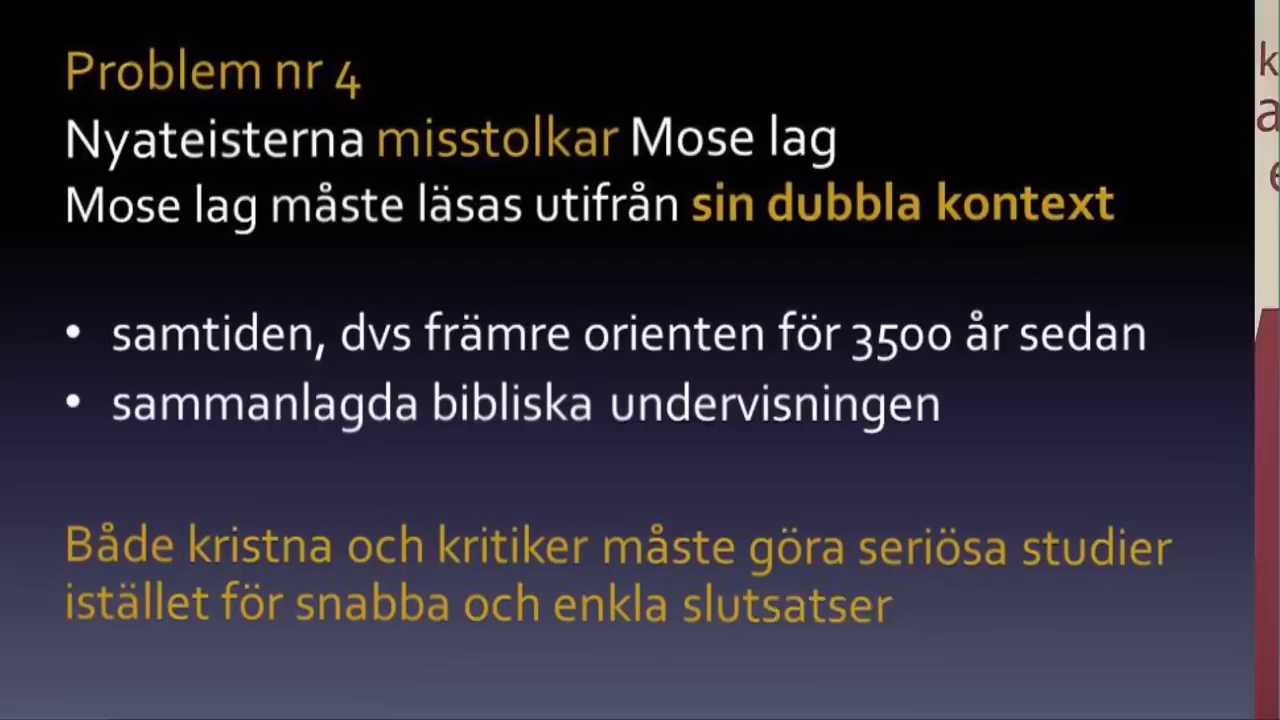 Problem nr 4
Nyateisterna misstolkar Mose lag
Mose lag måste läsas utifrån sin dubbla kontext
• samtiden, dvs främre orienten för 3500 år sedan
• sammanlagda bibliska undervisningen
Både kristna och kritiker måste göra seriösa studier
istället för snabba och enkla slutsatser